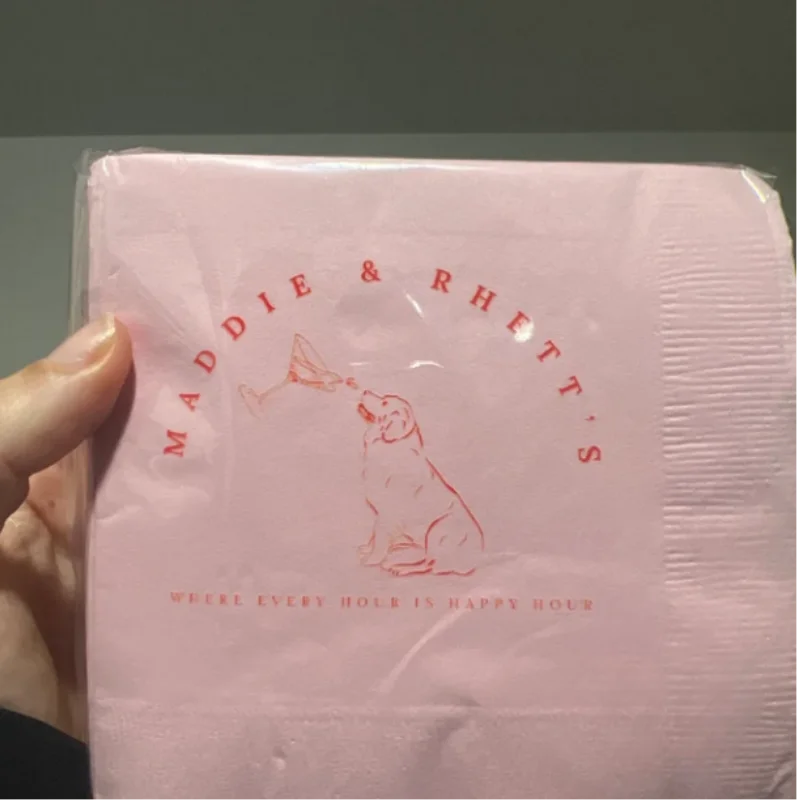 MADDIE & RHETT'S
WHERE EVERY HOUR IS HAPPY HOUR